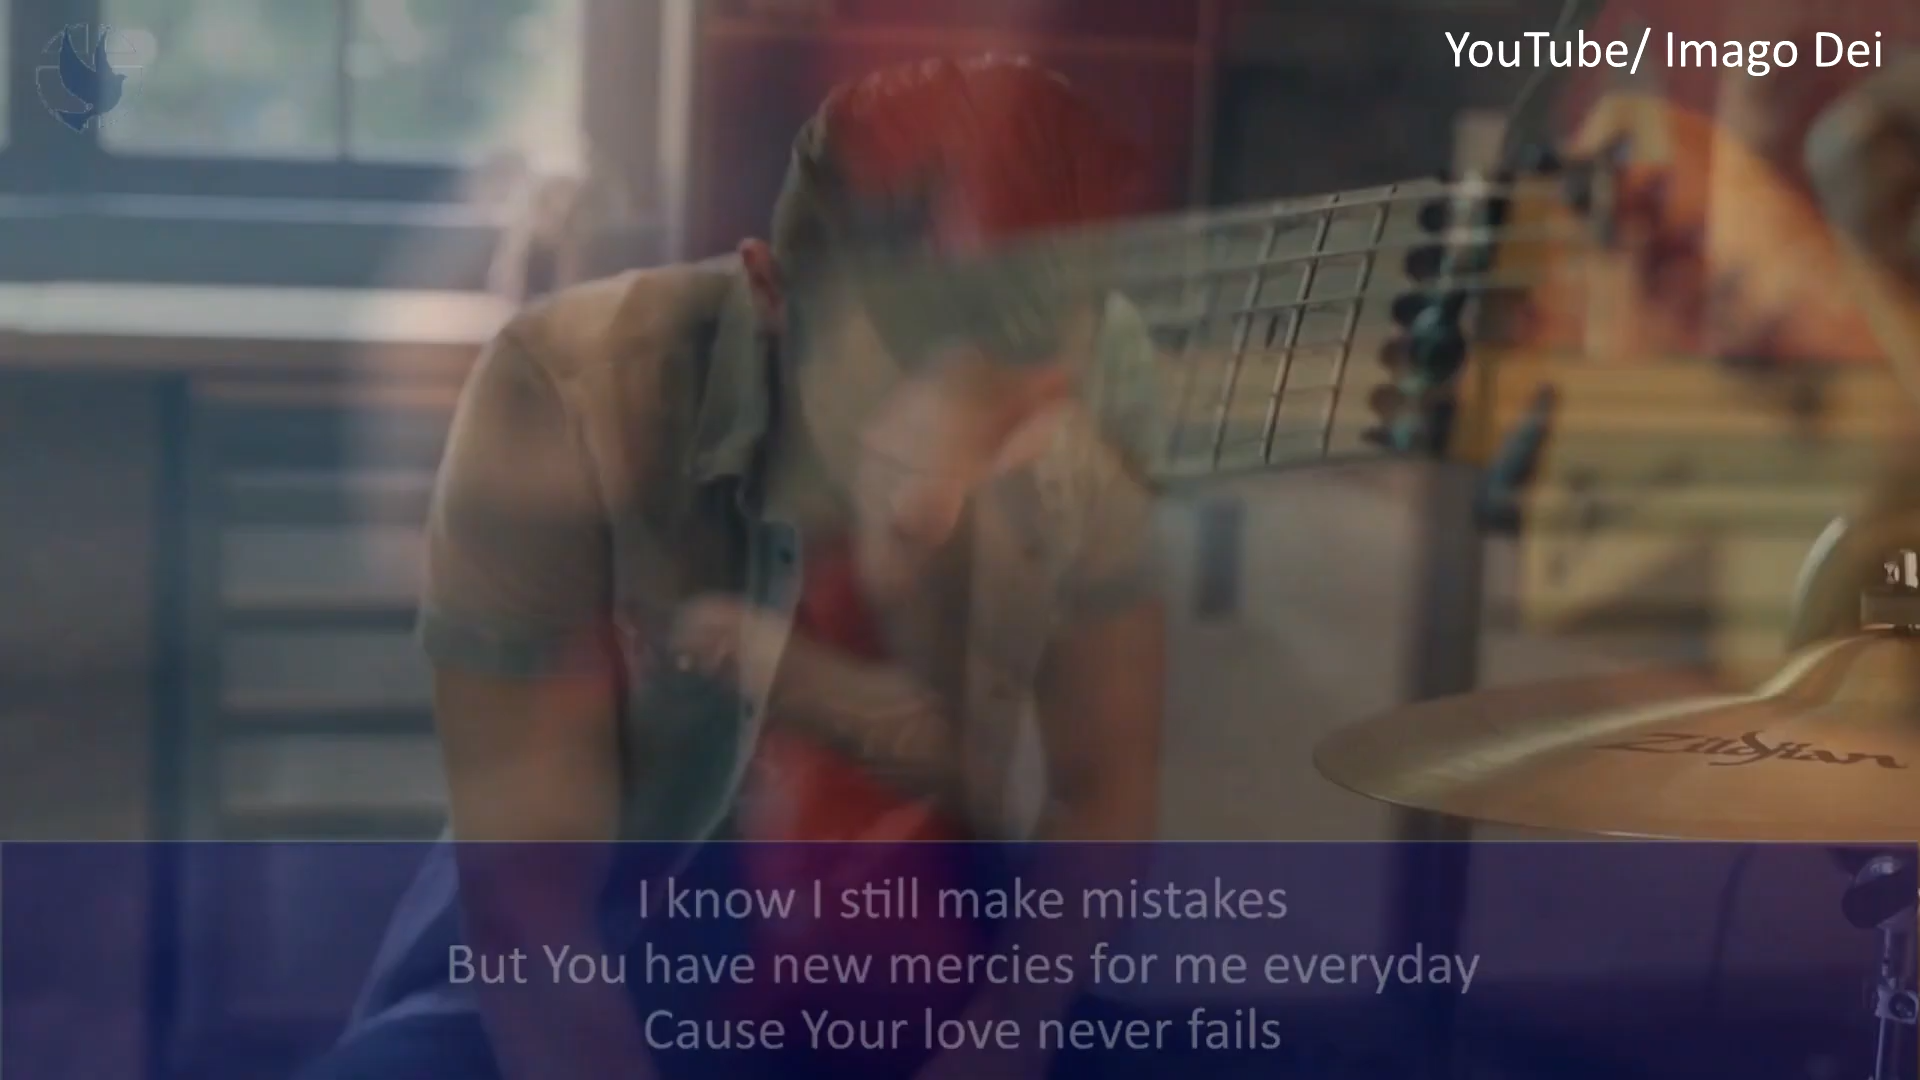 YouTube/ Imago Dei
Zildjian
I know I still make mistakes
But You have new mercies for me everyday
Cause Your love never fails